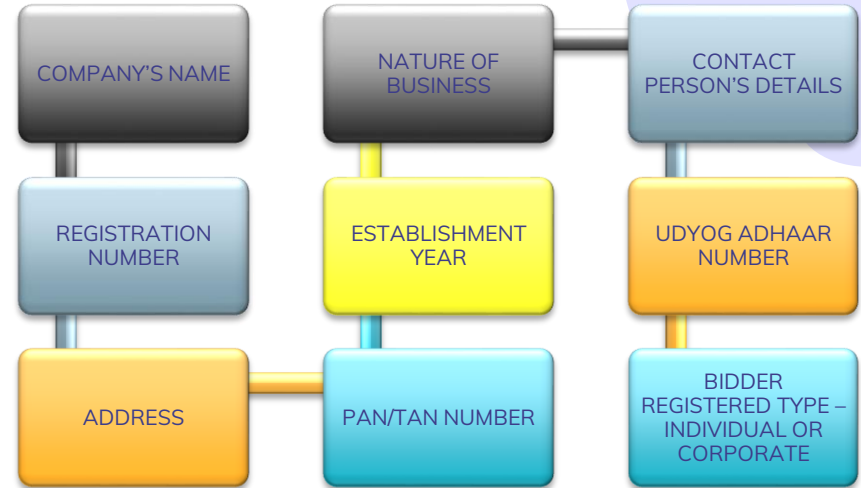 COMPANY'S NAME
REGISTRATION
NUMBER
ADDRESS
PAN/TAN NUMBER
ESTABLISHMENT
YEAR
NATURE OF
BUSINESS
CONTACT
PERSON'S DETAILS
UDYOG ADHAAR
NUMBER
BIDDER
REGISTERED TYPE –
INDIVIDUAL OR
CORPORATE